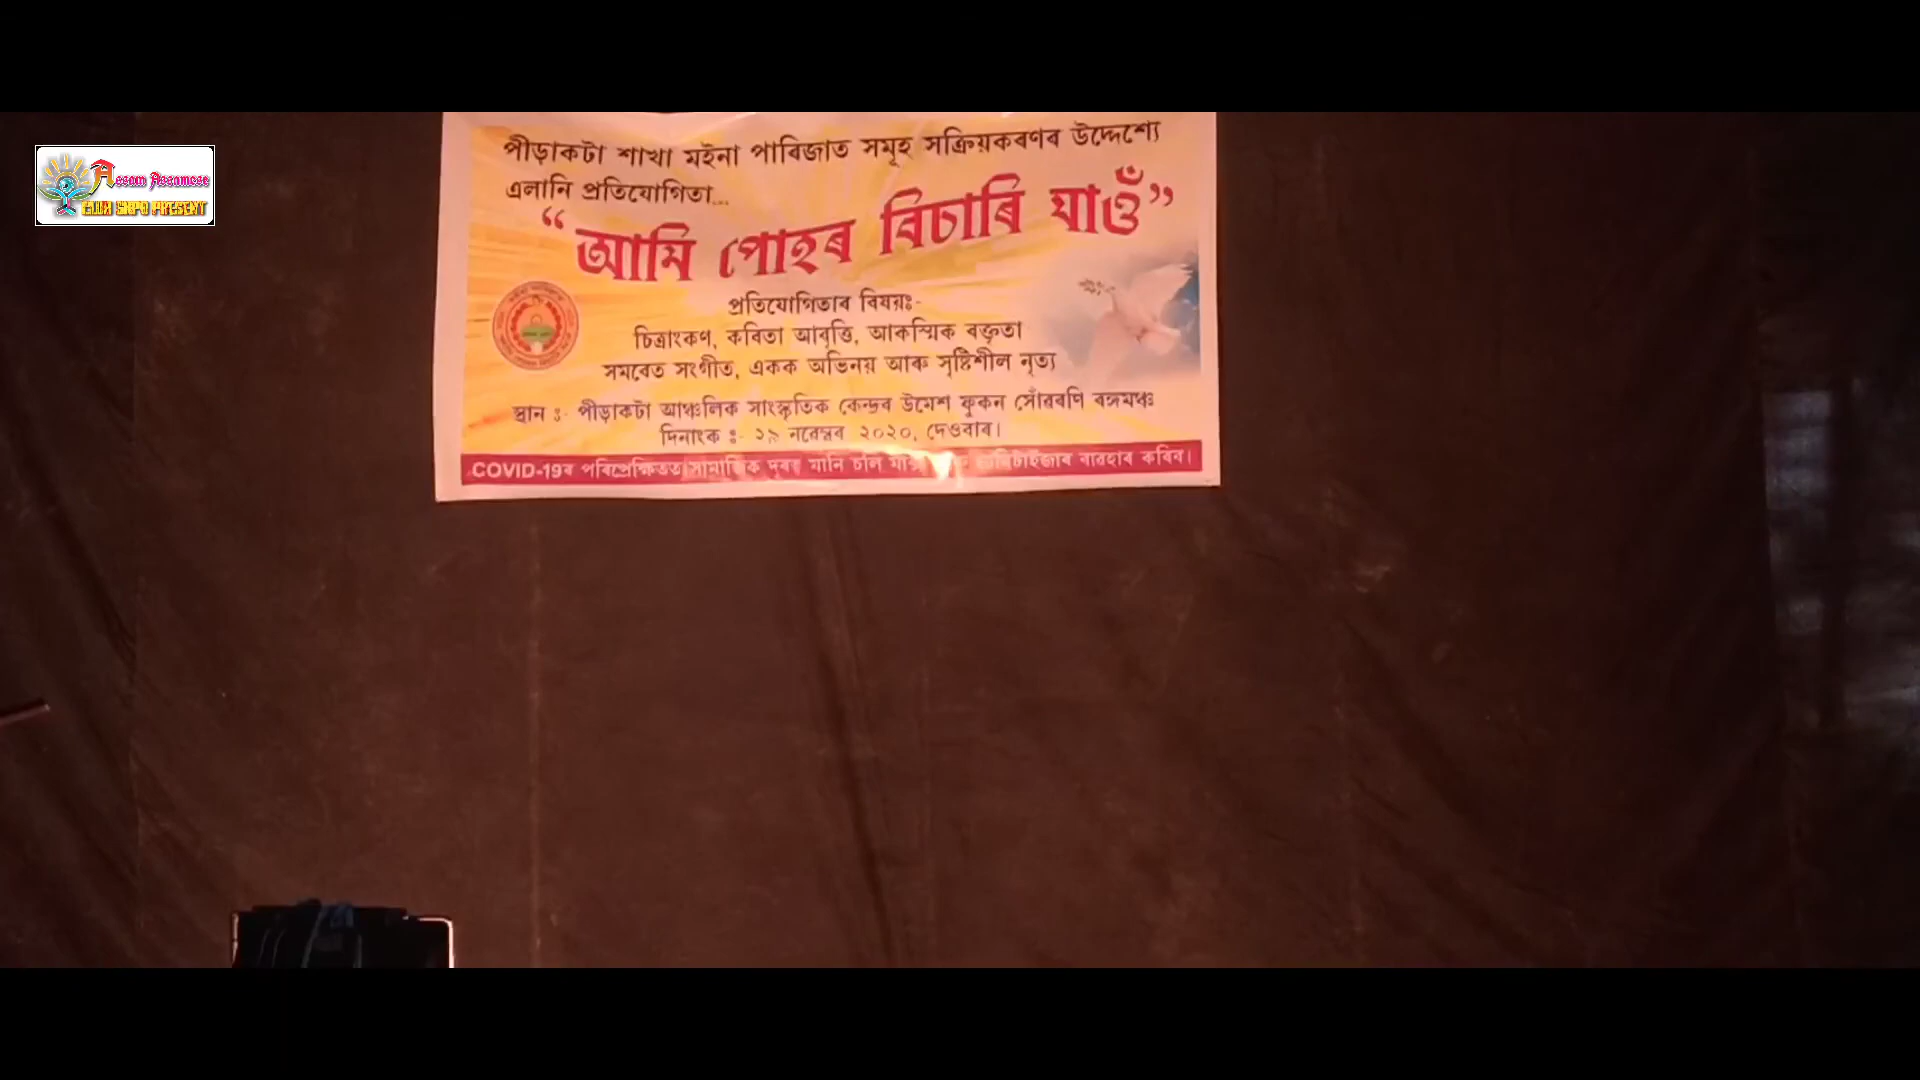 Assam Assamese
পীড়াকটা শাখা মইনা পাৰিজাত সমূহ সক্ৰিয়কৰণৰ উদ্দেশ্যে
এলানি প্ৰতিযোগিতা...
“আমি পোহৰ বিচাৰি যাওঁ”
প্ৰতিযোগিতাৰ বিষয়ঃ-
চিত্ৰাংকণ, কবিতা আবৃত্তি, আকস্মিক বক্তৃতা
সমবেত সংগীত, একক অভিনয় আৰু সৃষ্টিশীল নৃত্য
স্থান ঃ- পীড়াকটা আঞ্চলিক সাংস্কৃতিক কেন্দ্ৰৰ উমেশ ফুকন সোঁৱৰণি ৰঙ্গমঞ্চ
দিনাংক ঃ- ২৯ নৱেম্বৰ ২০২০, দেওবাৰ।
COVID-19ৰ পৰিপ্ৰেক্ষিতত সামাজিক দূৰত্ব মানি চলি ব্যৱহাৰ কৰিব।